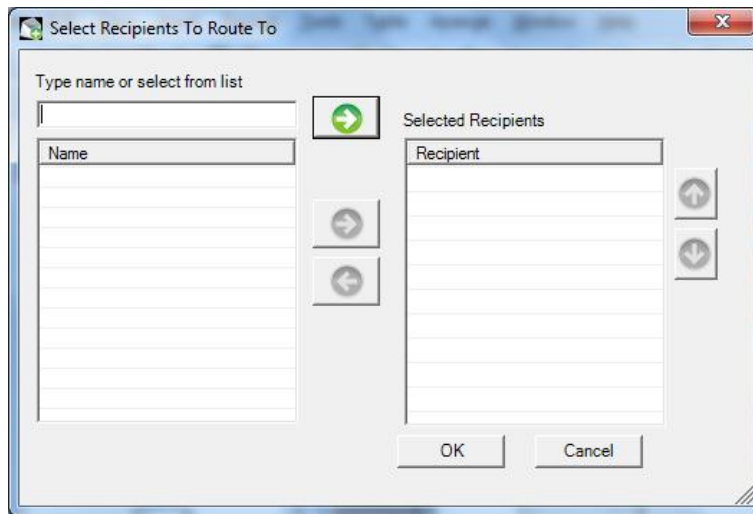 Select Recipients To Route To
Type name or select from list
Selected Recipients
Name
Recipient
OK
Cancel